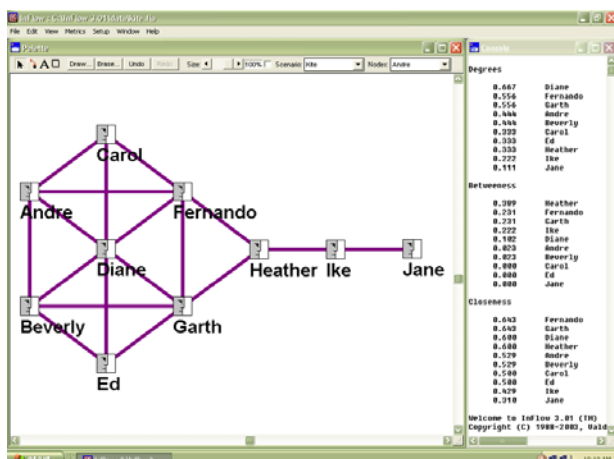 InFlow : C:\InFlow 3.01\data\kite.flo
File Edit View Metrics Setup Window Help
Palette
Draw... Erase... Undo Redo Size: 100% Scenario: Kite Nodes: Andre
Carol
Andre Fernando
Diane Heather Ike Jane
Beverly Garth
Ed
Console
Degrees
0.667 Diane
0.556 Fernando
0.556 Garth
0.444 Andre
0.444 Beverly
0.333 Carol
0.333 Ed
0.333 Heather
0.222 Ike
0.111 Jane
Betweeness
0.389 Heather
0.231 Fernando
0.231 Garth
0.222 Ike
0.102 Diane
0.023 Andre
0.023 Beverly
0.000 Carol
0.000 Ed
0.000 Jane
Closeness
0.643 Fernando
0.643 Garth
0.600 Diane
0.600 Heather
0.529 Andre
0.529 Beverly
0.500 Carol
0.500 Ed
0.429 Ike
0.310 Jane
Welcome to InFlow 3.01 (TM)
Copyright (C) 1988-2003, Vald